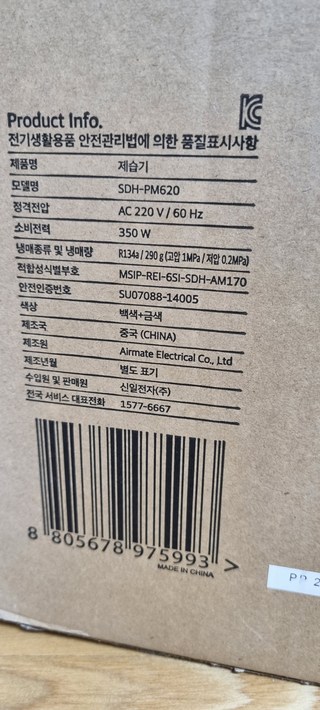 Product Info.
전기생활용품 안전관리법에 의한 품질표시사항
제품명 제습기
모델명 SDH-PM620
정격전압 AC 220 V / 60 Hz
소비전력 350 W
냉매종류 및 냉매량 R134a / 290 g (고압 1MPa / 저압 0.2MPa)
적합성식별부호 MSIP-REI-6SI-SDH-AM170
안전인증번호 SU07088-14005
색상 백색+금색
제조국 중국 (CHINA)
제조원 Airmate Electrical Co., Ltd
제조년월 별도 표기
수입원 및 판매원 신일전자(주)
전국 서비스 대표전화 1577-6667
8 805678 975993 >
MADE IN CHINA